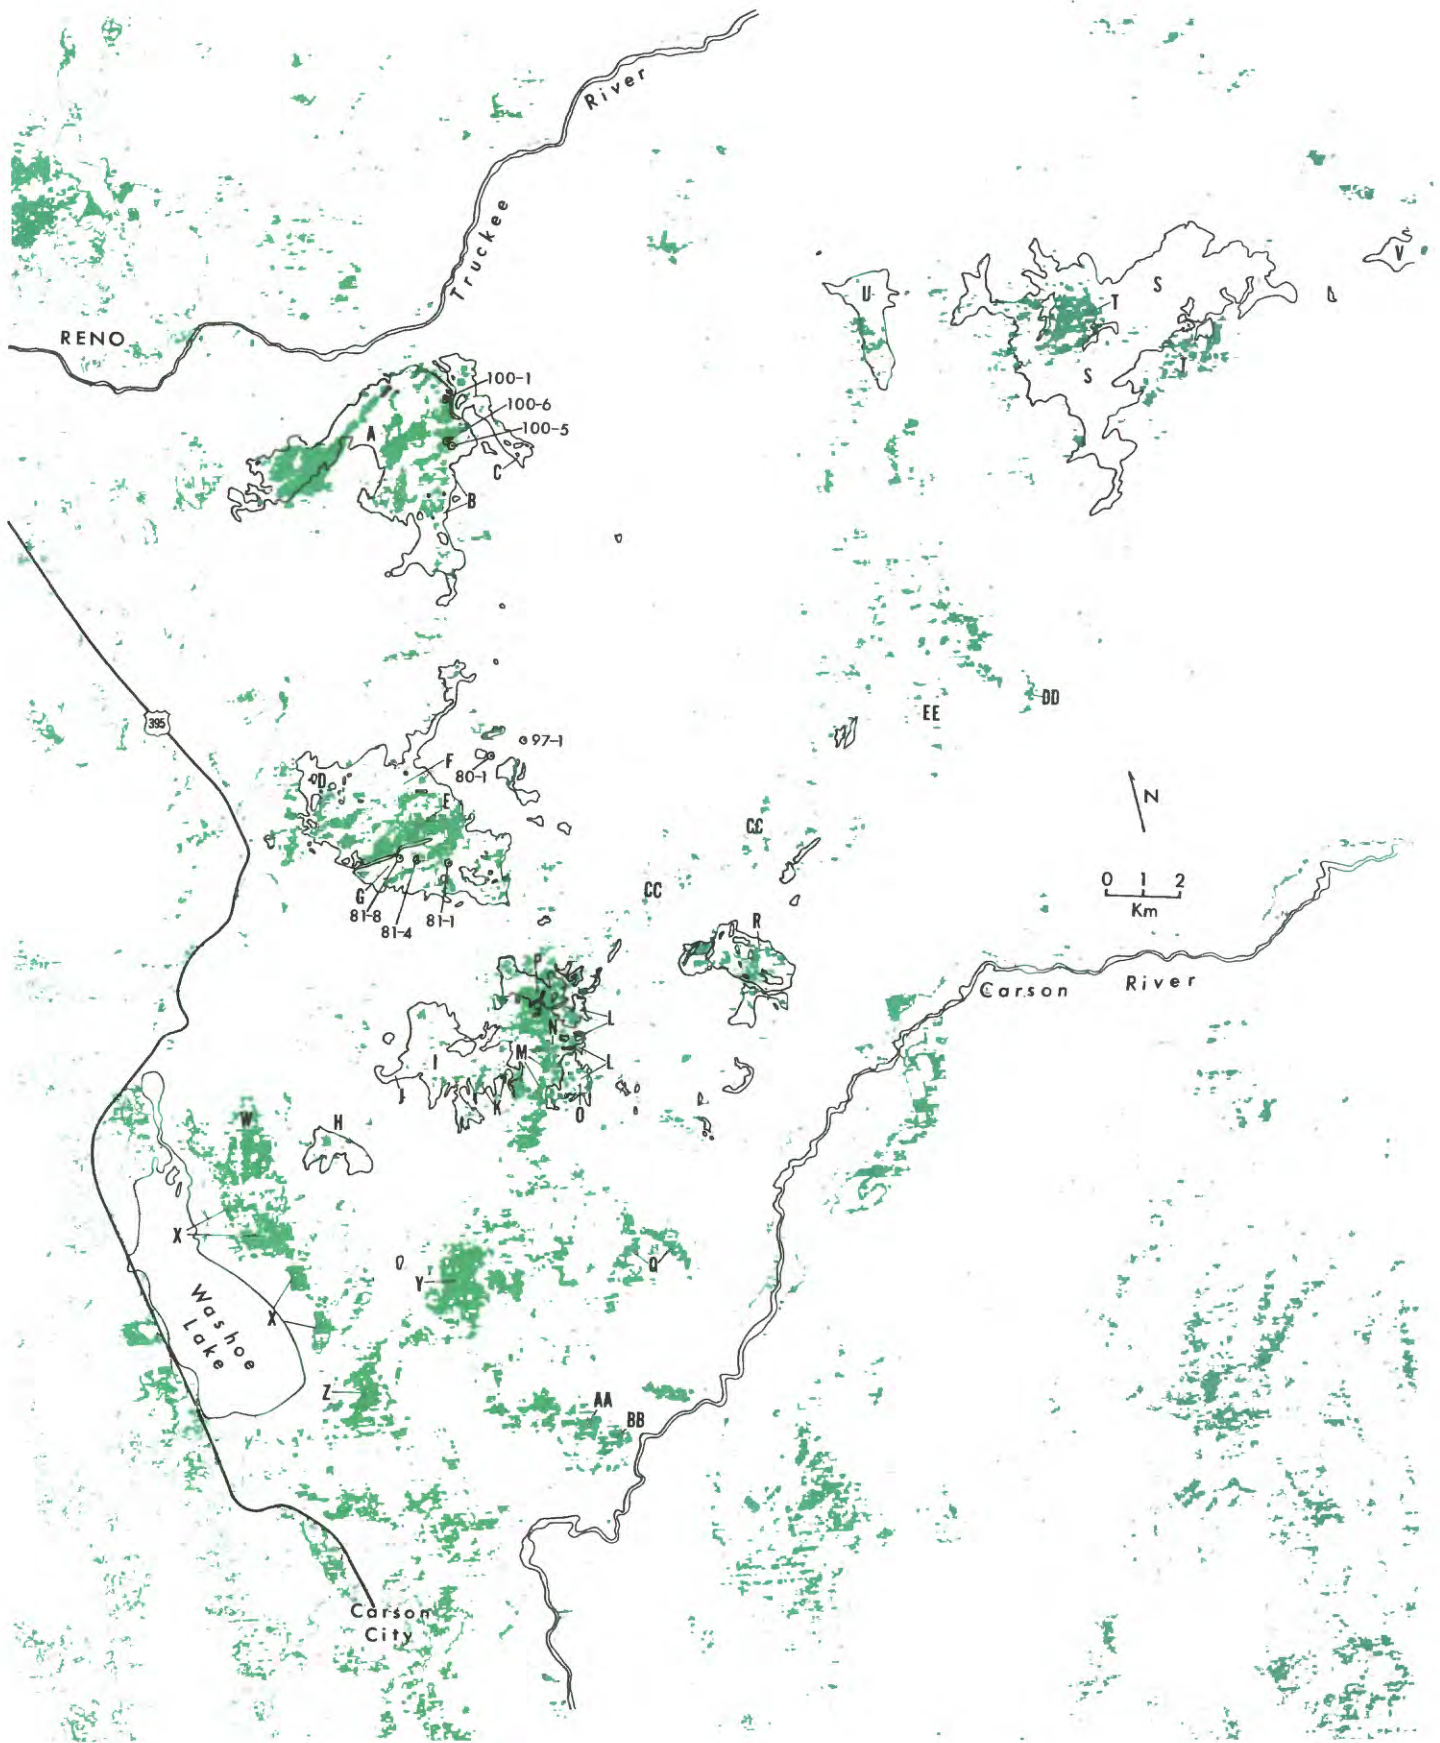 River
Truckee
RENO
S
V
U
S
T
S
T
100-1
100-6
100-5
A
C
B
DD
EE
395
97-1
F
80-1
D
E
N
CC
CC
G
81-8
81-4
81-1
0 1 2
Km
R
P
Carson River
L
N
M
I
L
J
K
O
W
H
X
Q
Y
Washoe
Lake
X
Z
AA
BB
Carson
City